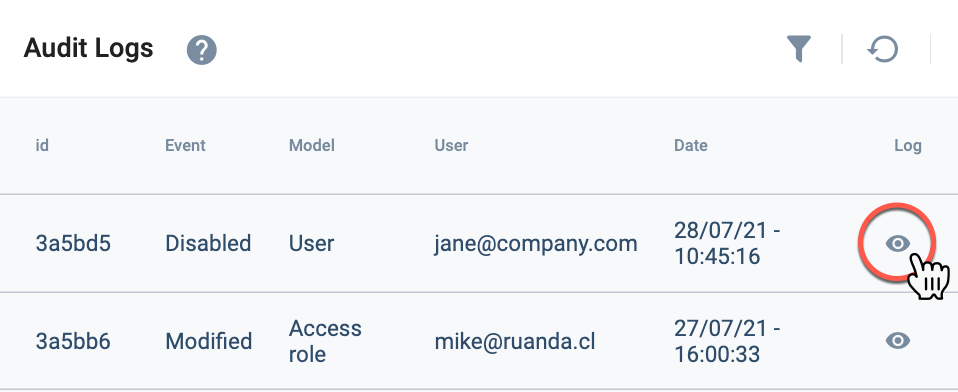 Audit Logs ?
id Event Model User Date Log
3a5bd5 Disabled User jane@company.com 28/07/21 -
10:45:16
3a5bb6 Modified Access role mike@ruanda.cl 27/07/21 -
16:00:33